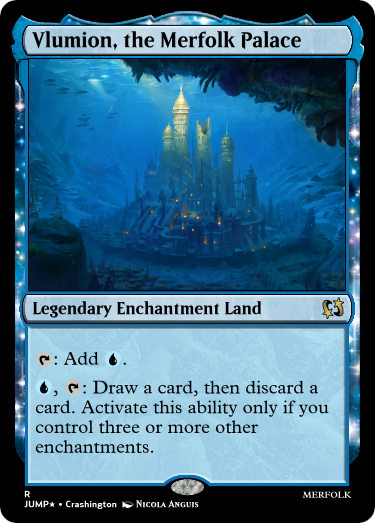 Vlumion, the Merfolk Palace
Legendary Enchantment Land
: Add .
, : Draw a card, then discard a
card. Activate this ability only if you
control three or more other
enchantments.
R MERFOLK
JUMP★ • Crashington Nicola Anguis